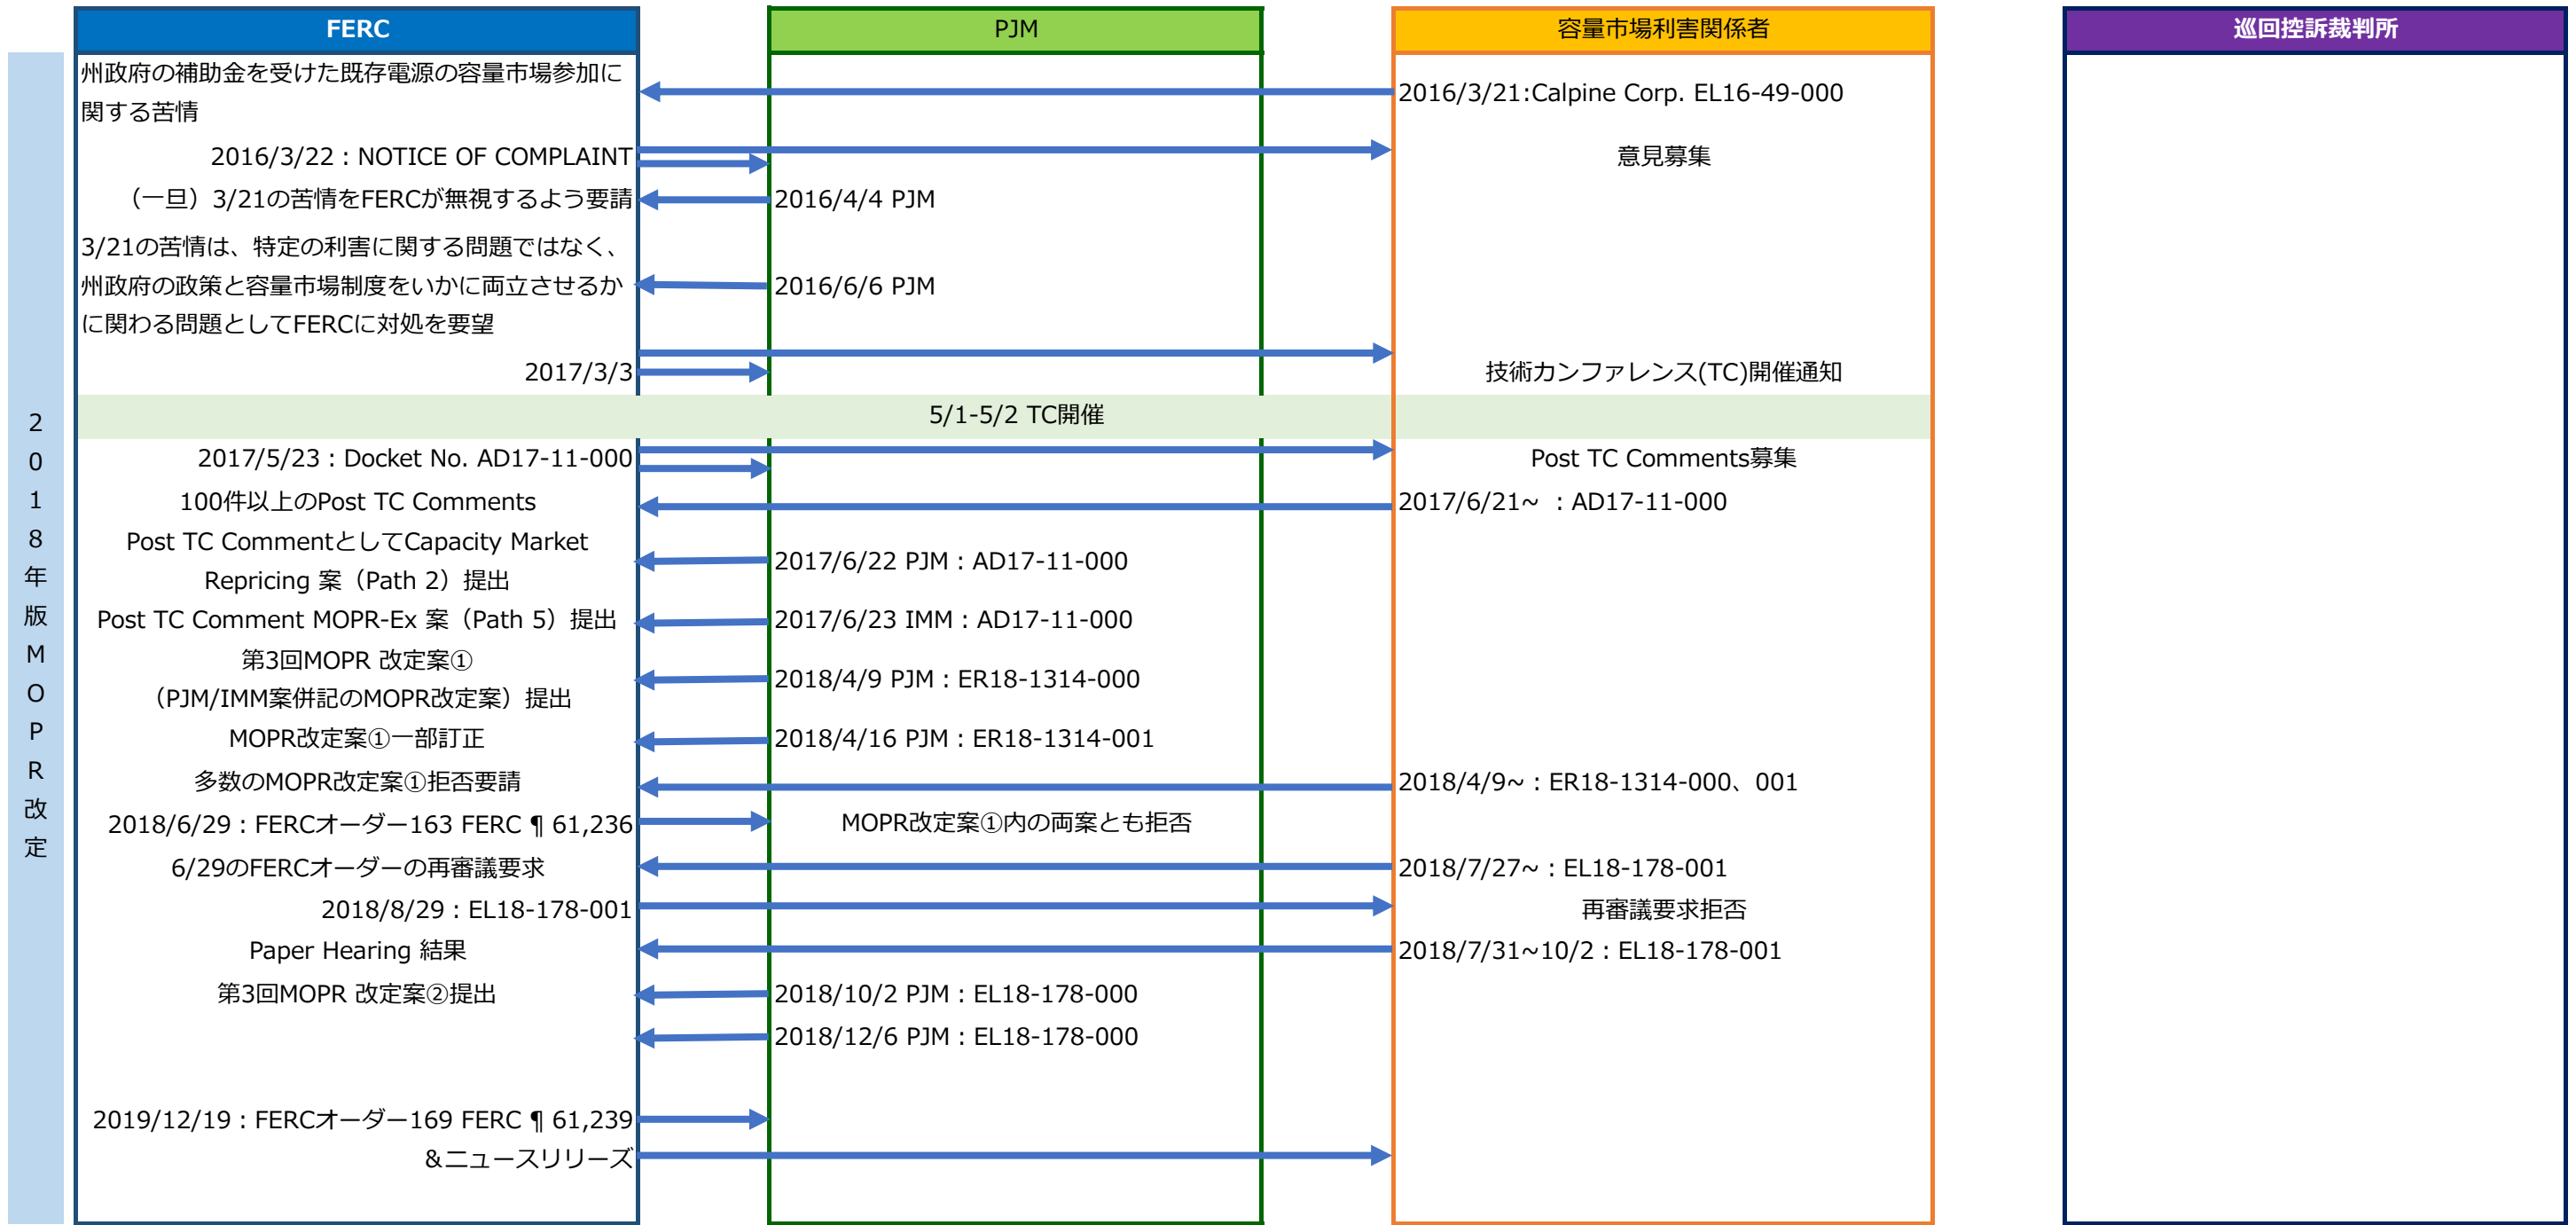 FERC
PJM
容量市場利害関係者
巡回控訴裁判所
2018年版MOPR改定
州政府の補助金を受けた既存電源の容量市場参加に
関する苦情
2016/3/21:Calpine Corp. EL16-49-000
2016/3/22：NOTICE OF COMPLAINT
意見募集
（一旦）3/21の苦情をFERCが無視するよう要請
2016/4/4 PJM
3/21の苦情は、特定の利害に関する問題ではなく、
州政府の政策と容量市場制度をいかに両立させるか
に関わる問題としてFERCに対処を要望
2016/6/6 PJM
2017/3/3
技術カンファレンス(TC)開催通知
5/1-5/2 TC開催
2017/5/23：Docket No. AD17-11-000
Post TC Comments募集
100件以上のPost TC Comments
2017/6/21~ ：AD17-11-000
Post TC CommentとしてCapacity Market
Repricing 案（Path 2）提出
2017/6/22 PJM：AD17-11-000
Post TC Comment MOPR-Ex 案（Path 5）提出
2017/6/23 IMM：AD17-11-000
第3回MOPR 改定案①
（PJM/IMM案併記のMOPR改定案）提出
2018/4/9 PJM：ER18-1314-000
MOPR改定案①一部訂正
2018/4/16 PJM：ER18-1314-001
多数のMOPR改定案①拒否要請
2018/4/9~：ER18-1314-000、001
2018/6/29：FERCオーダー163 FERC ¶ 61,236
MOPR改定案①内の両案とも拒否
6/29のFERCオーダーの再審議要求
2018/7/27~：EL18-178-001
2018/8/29：EL18-178-001
再審議要求拒否
Paper Hearing 結果
2018/7/31~10/2：EL18-178-001
第3回MOPR 改定案②提出
2018/10/2 PJM：EL18-178-000
2018/12/6 PJM：EL18-178-000
2019/12/19：FERCオーダー169 FERC ¶ 61,239
&ニュースリリーズ